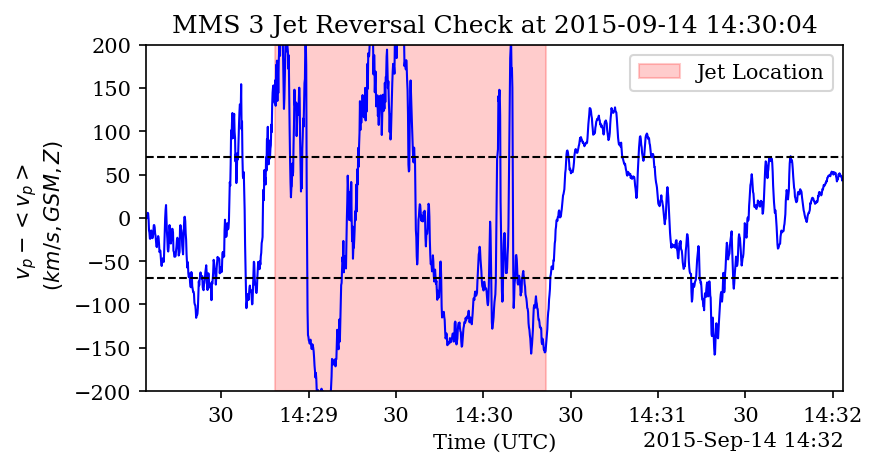 MMS 3 Jet Reversal Check at 2015-09-14 14:30:04
200
150
100
50
0
−50
−100
−150
−200
v_p − < v_p >
(km/s, GSM, Z)
Jet Location
30 14:29 30 14:30 30 14:31 30 14:32
Time (UTC)
2015-Sep-14 14:32